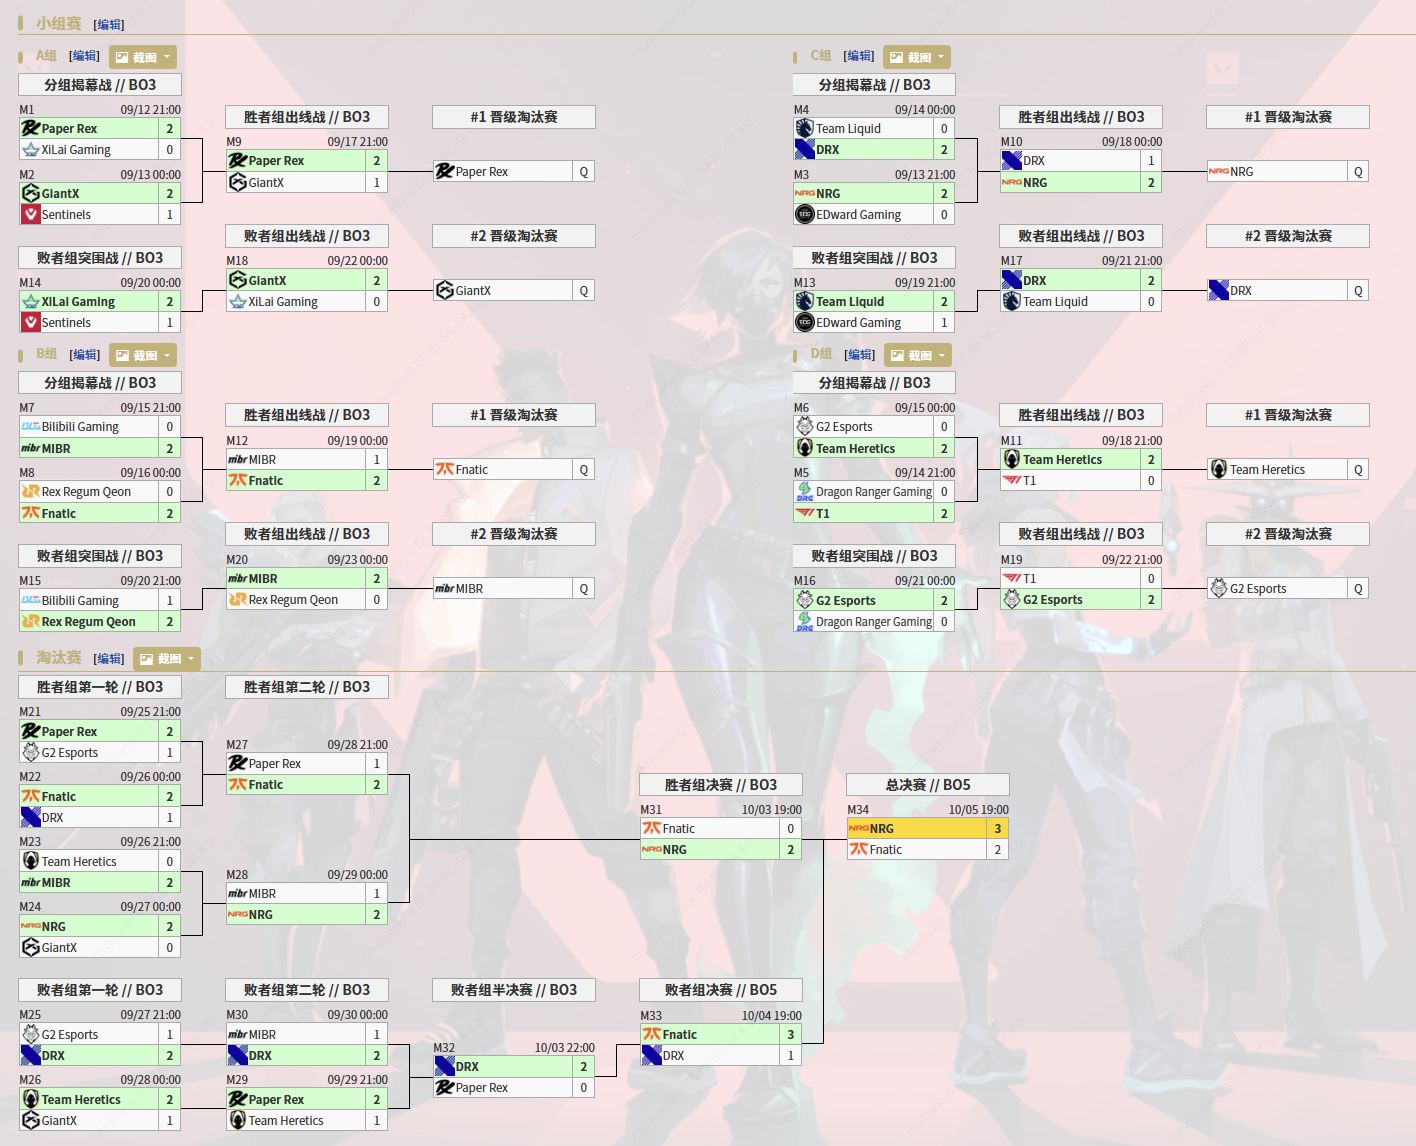 小组赛 [编辑]
A组 [编辑] 截图
分组揭幕战 // BO3
M1 09/12 21:00
Paper Rex 2
XiLai Gaming 0
M2 09/13 00:00
GiantX 2
Sentinels 1
胜者组出线战 // BO3
M9 09/17 21:00
Paper Rex 2
GiantX 1
#1 晋级淘汰赛
Paper Rex Q
败者组突围战 // BO3
M14 09/20 00:00
XiLai Gaming 2
Sentinels 1
败者组出线战 // BO3
M18 09/22 00:00
GiantX 2
XiLai Gaming 0
#2 晋级淘汰赛
GiantX Q
C组 [编辑] 截图
分组揭幕战 // BO3
M4 09/14 00:00
Team Liquid 0
DRX 2
M3 09/13 21:00
NRG 2
EDward Gaming 0
胜者组出线战 // BO3
M10 09/18 00:00
DRX 1
NRG 2
#1 晋级淘汰赛
NRG Q
败者组突围战 // BO3
M13 09/19 21:00
Team Liquid 2
EDward Gaming 1
败者组出线战 // BO3
M17 09/21 21:00
DRX 2
Team Liquid 0
#2 晋级淘汰赛
DRX Q
B组 [编辑] 截图
分组揭幕战 // BO3
M7 09/15 21:00
Bilibili Gaming 0
MIBR 2
M8 09/16 00:00
Rex Regum Qeon 0
Fnatic 2
胜者组出线战 // BO3
M12 09/19 00:00
MIBR 1
Fnatic 2
#1 晋级淘汰赛
Fnatic Q
败者组突围战 // BO3
M15 09/20 21:00
Bilibili Gaming 1
Rex Regum Qeon 2
败者组出线战 // BO3
M20 09/23 00:00
MIBR 2
Rex Regum Qeon 0
#2 晋级淘汰赛
MIBR Q
D组 [编辑] 截图
分组揭幕战 // BO3
M6 09/15 00:00
G2 Esports 0
Team Heretics 2
M5 09/14 21:00
Dragon Ranger Gaming 0
T1 2
胜者组出线战 // BO3
M11 09/18 21:00
Team Heretics 2
T1 0
#1 晋级淘汰赛
Team Heretics Q
败者组突围战 // BO3
M16 09/21 00:00
G2 Esports 2
Dragon Ranger Gaming 0
败者组出线战 // BO3
M19 09/22 21:00
T1 0
G2 Esports 2
#2 晋级淘汰赛
G2 Esports Q
淘汰赛 [编辑] 截图
胜者组第一轮 // BO3
M21 09/25 21:00
Paper Rex 2
G2 Esports 1
M22 09/26 00:00
Fnatic 2
DRX 1
M23 09/26 21:00
Team Heretics 0
MIBR 2
M24 09/27 00:00
NRG 2
GiantX 0
胜者组第二轮 // BO3
M27 09/28 21:00
Paper Rex 1
Fnatic 2
M28 09/29 00:00
MIBR 1
NRG 2
胜者组决赛 // BO3
M31 10/03 19:00
Fnatic 0
NRG 2
总决赛 // BO5
M34 10/05 19:00
NRG 3
Fnatic 2
败者组第一轮 // BO3
M25 09/27 21:00
G2 Esports 1
DRX 2
M26 09/28 00:00
Team Heretics 2
GiantX 1
败者组第二轮 // BO3
M30 09/30 00:00
MIBR 1
DRX 2
M29 09/29 21:00
Paper Rex 2
Team Heretics 1
败者组半决赛 // BO3
M32 10/03 22:00
DRX 2
Paper Rex 0
败者组决赛 // BO5
M33 10/04 19:00
Fnatic 3
DRX 1